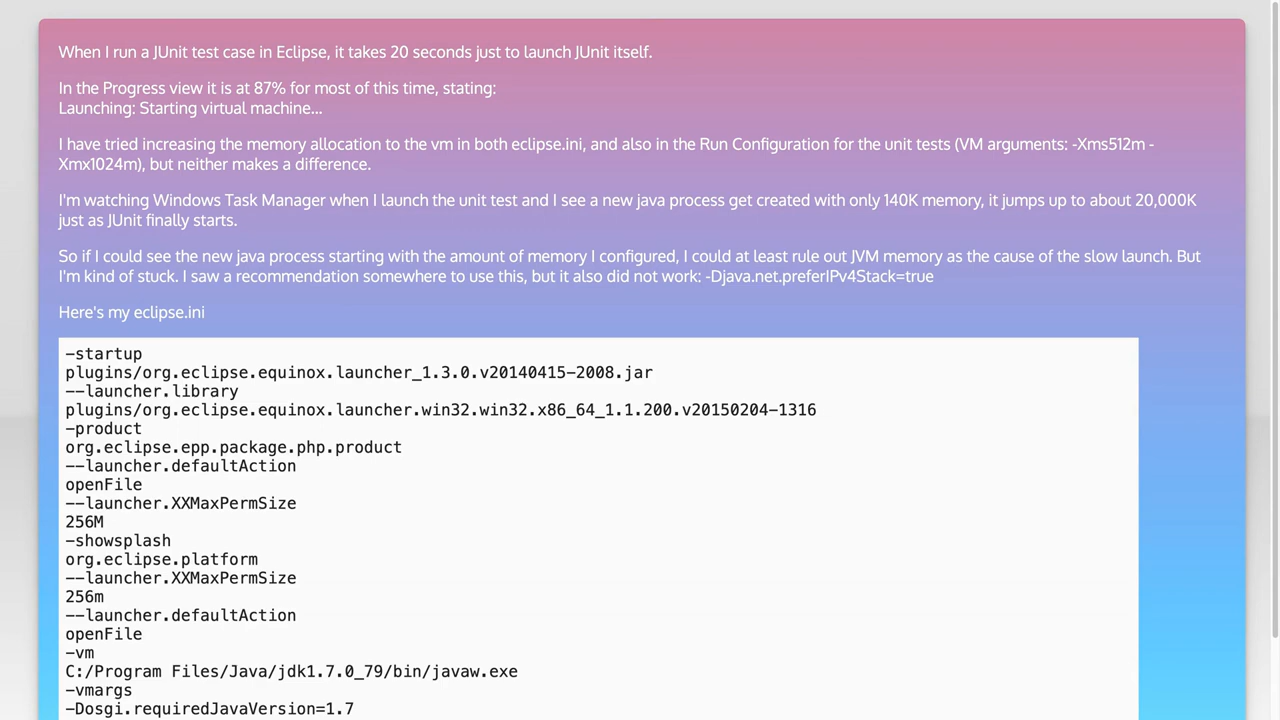 When I run a JUnit test case in Eclipse, it takes 20 seconds just to launch JUnit itself.
In the Progress view it is at 87% for most of this time, stating:
Launching: Starting virtual machine...
I have tried increasing the memory allocation to the vm in both eclipse.ini, and also in the Run Configuration for the unit tests (VM arguments: -Xms512m -
Xmx1024m), but neither makes a difference.
I'm watching Windows Task Manager when I launch the unit test and I see a new java process get created with only 140K memory, it jumps up to about 20,000K
just as JUnit finally starts.
So if I could see the new java process starting with the amount of memory I configured, I could at least rule out JVM memory as the cause of the slow launch. But
I'm kind of stuck. I saw a recommendation somewhere to use this, but it also did not work: -Djava.net.preferIPv4Stack=true
Here's my eclipse.ini
-startup
plugins/org.eclipse.equinox.launcher_1.3.0.v20140415-2008.jar
--launcher.library
plugins/org.eclipse.equinox.launcher.win32.win32.x86_64_1.1.200.v20150204-1316
-product
org.eclipse.epp.package.php.product
--launcher.defaultAction
openFile
--launcher.XXMaxPermSize
256M
-showsplash
org.eclipse.platform
--launcher.XXMaxPermSize
256m
--launcher.defaultAction
openFile
-vm
C:/Program Files/Java/jdk1.7.0_79/bin/javaw.exe
-vmargs
-Dosgi.requiredJavaVersion=1.7